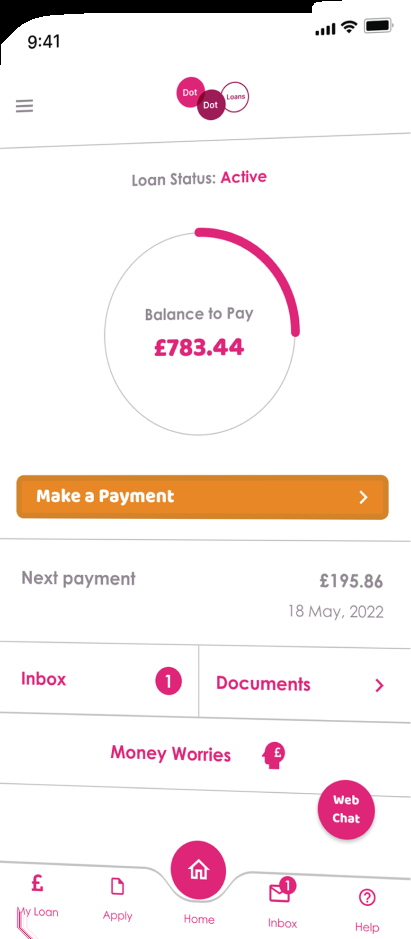 9:41
Dot
Dot
Loans
Loan Status: Active
Balance to Pay
£783.44
Make a Payment
Next payment £195.86
18 May, 2022
Inbox 1
Documents
Money Worries £
Web
Chat
£
1
My Loan
Apply
Home
Inbox
Help